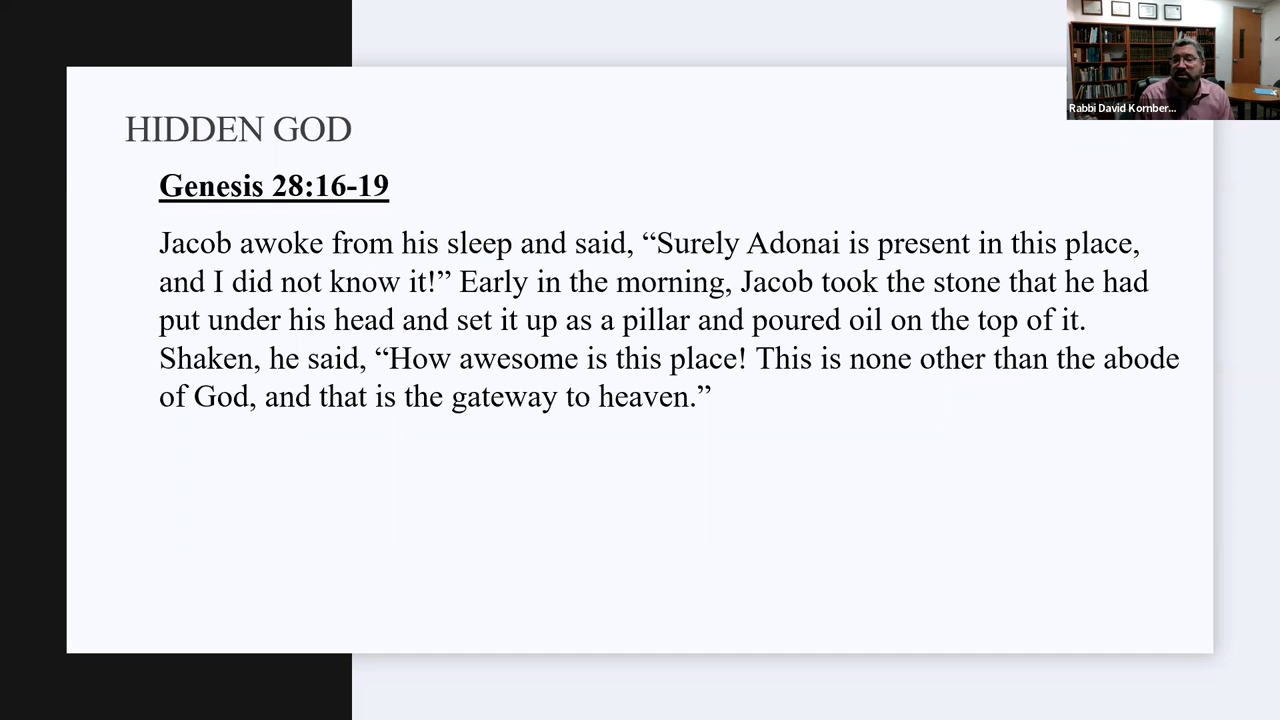 HIDDEN GOD
Genesis 28:16-19
Jacob awoke from his sleep and said, “Surely Adonai is present in this place,
and I did not know it!” Early in the morning, Jacob took the stone that he had
put under his head and set it up as a pillar and poured oil on the top of it.
Shaken, he said, “How awesome is this place! This is none other than the abode
of God, and that is the gateway to heaven.”
Rabbi David Kornber...